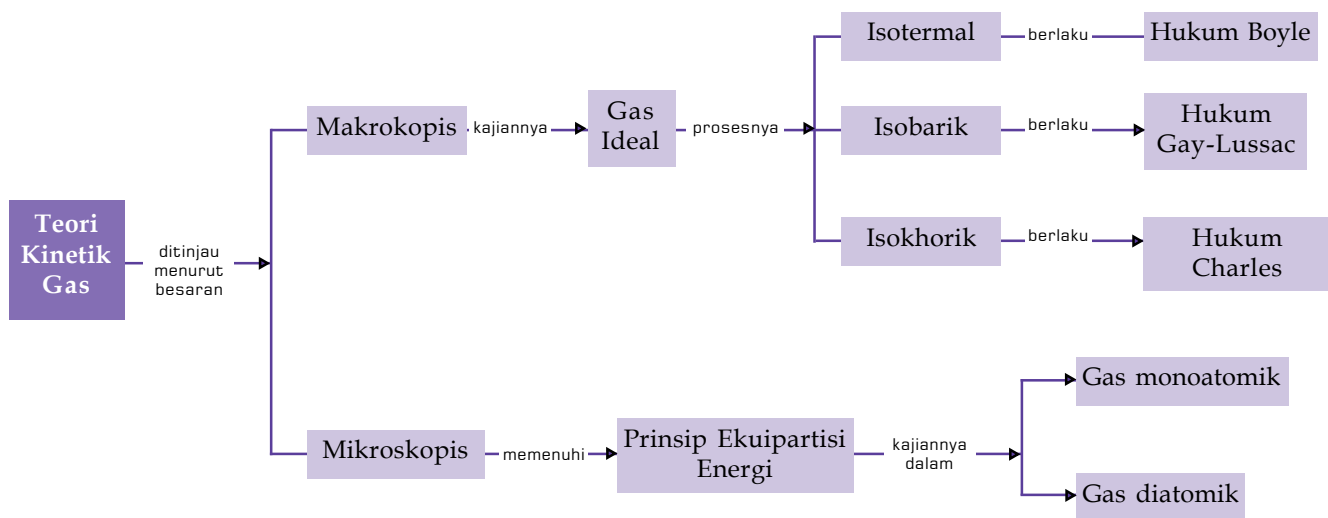 Teori
Kinetik
Gas
ditinjau
menurut
besaran
Makrokopis
kajiannya
Gas
Ideal
prosesnya
Isotermal
berlaku
Hukum Boyle
Isobarik
berlaku
Hukum
Gay-Lussac
Isokhorik
berlaku
Hukum
Charles
Mikroskopis
memenuhi
Prinsip Ekuipartisi
Energi
kajiannya
dalam
Gas monoatomik
Gas diatomik